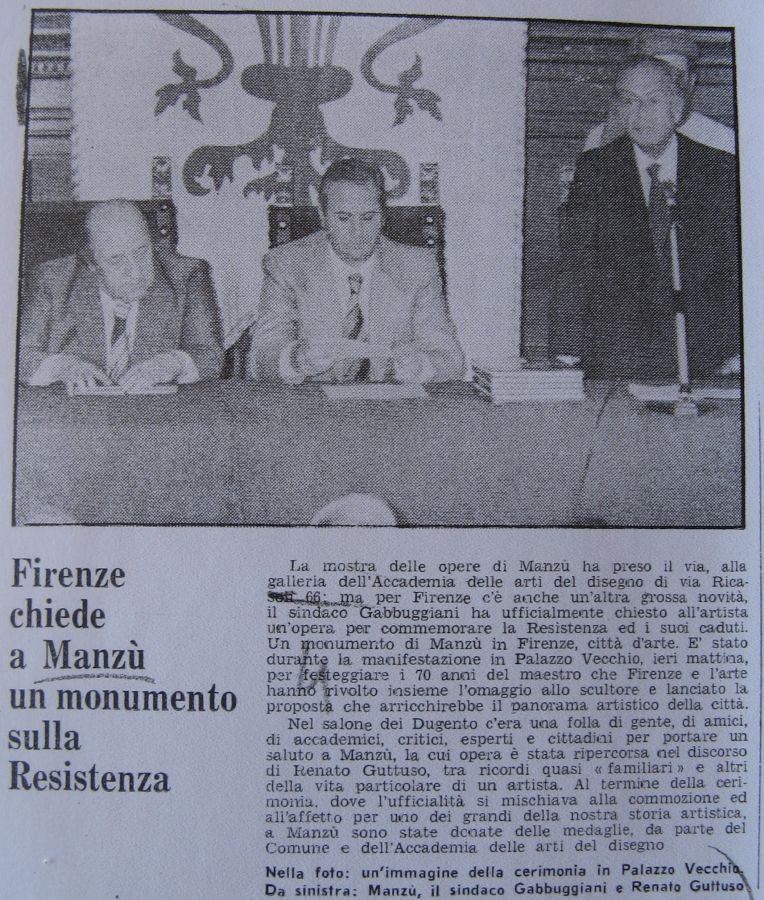 Firenze
chiede
a Manzù
un monumento
sulla
Resistenza
La mostra delle opere di Manzù ha preso il via, alla
galleria dell'Accademia delle arti del disegno di via Rica-
soli 66: ma per Firenze c'è anche un'altra grossa novità,
il sindaco Gabbuggiani ha ufficialmente chiesto all'artista
un'opera per commemorare la Resistenza ed i suoi caduti.
Un monumento di Manzù in Firenze, città d'arte. E' stato
durante la manifestazione in Palazzo Vecchio, ieri mattina,
per festeggiare i 70 anni del maestro che Firenze e l'arte
hanno rivolto insieme l'omaggio allo scultore e lanciato la
proposta che arricchirebbe il panorama artistico della città.
Nel salone dei Dugento c'era una folla di gente, di amici,
di accademici, critici, esperti e cittadini per portare un
saluto a Manzù, la cui opera è stata ripercorsa nel discorso
di Renato Guttuso, tra ricordi quasi « familiari » e altri
della vita particolare di un artista. Al termine della ceri-
monia, dove l'ufficialità si mischiava alla commozione ed
all'affetto per uno dei grandi della nostra storia artistica,
a Manzù sono state donate delle medaglie, da parte del
Comune e dell'Accademia delle arti del disegno
Nella foto: un'immagine della cerimonia in Palazzo Vecchio.
Da sinistra: Manzù, il sindaco Gabbuggiani e Renato Guttuso